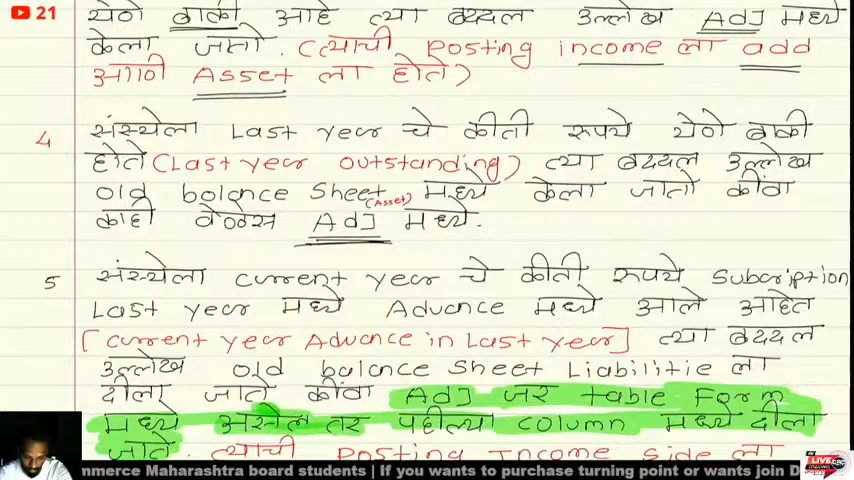 21
येणे बाकी आहे त्या बद्दल उल्लेख Adj मध्ये
केला जातो. (त्याची Posting income ला add
आणी Asset ला होते)
4 संस्थेला Last year चे कीती रुपये येणे बाकी
होते (Last year outstanding) त्या बद्दल उल्लेख
old balance Sheet (Asset) मध्ये केला जातो कींवा
काही वेळेस Adj मध्ये.
5 संस्थेला current year चे कीती रुपये Subcription
Last year मध्ये Advance मध्ये आले आहेत
[current year Advance in Last year] त्या बद्दल
उल्लेख old balance Sheet Liabilitie ला
दीला जातो कींवा Adj जर table Form
मध्ये असेल तर पहील्या column मध्ये दीला
जाते. त्याची Posting Income Side ला
mmerce Maharashtra board students | If you wants to purchase turning point or wants join D
LIVE